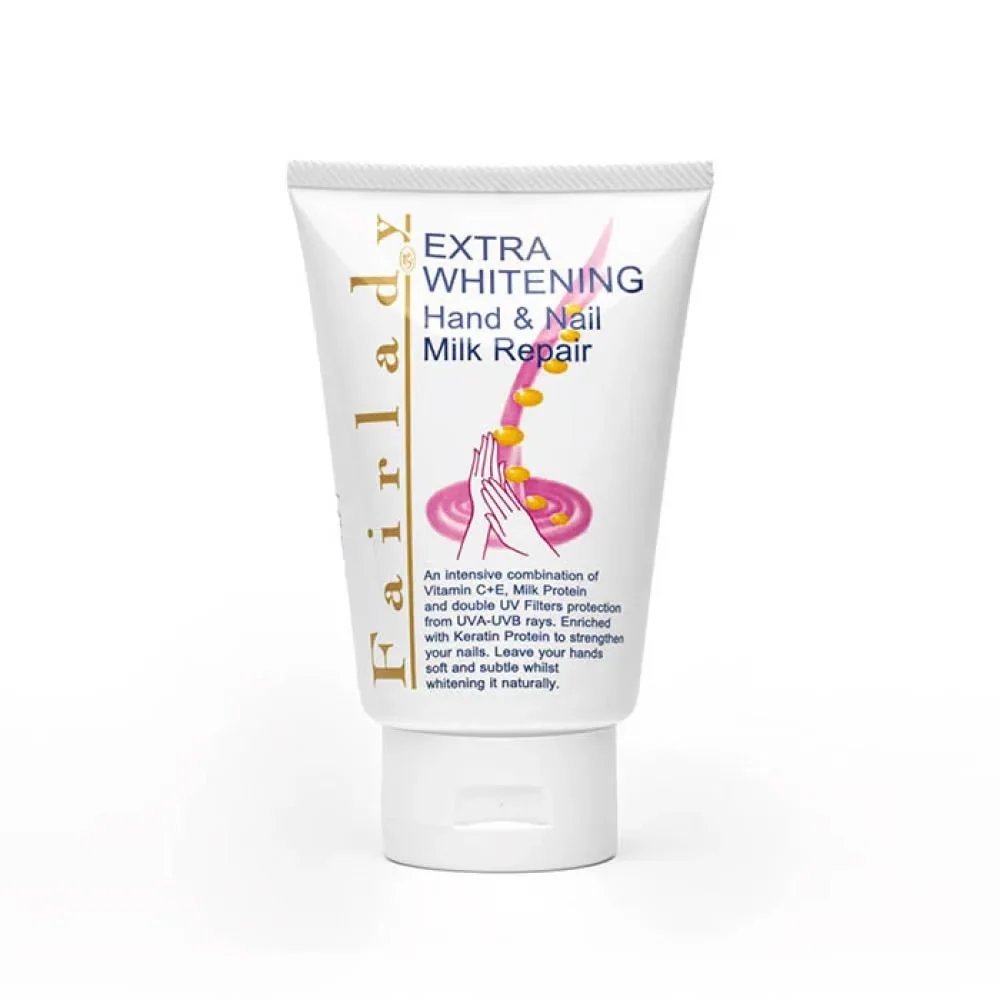 Fairlady®
EXTRA
WHITENING
Hand & Nail
Milk Repair
An intensive combination of
Vitamin C+E, Milk Protein
and double UV Filters protection
from UVA-UVB rays. Enriched
with Keratin Protein to strengthen
your nails. Leave your hands
soft and subtle whilst
whitening it naturally.